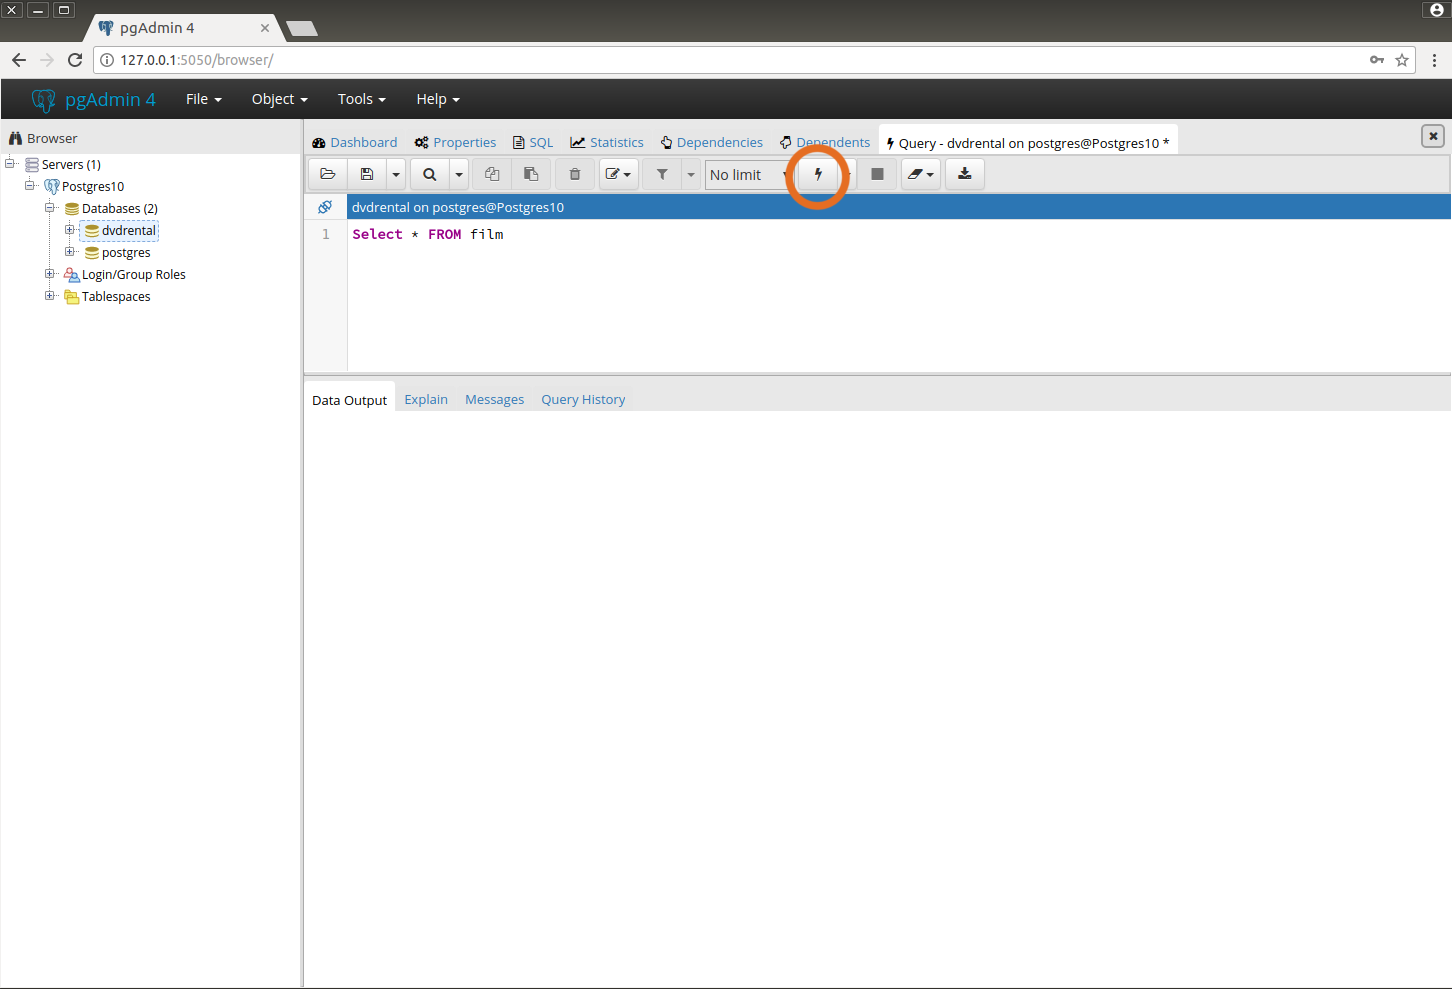 pgAdmin 4
127.0.0.1:5050/browser/
pgAdmin 4 File Object Tools Help
Browser
Servers (1)
Postgres10
Databases (2)
dvdrental
postgres
Login/Group Roles
Tablespaces
Dashboard Properties SQL Statistics Dependencies Dependents Query - dvdrental on postgres@Postgres10 *
No limit
dvdrental on postgres@Postgres10
1 Select * FROM film
Data Output Explain Messages Query History